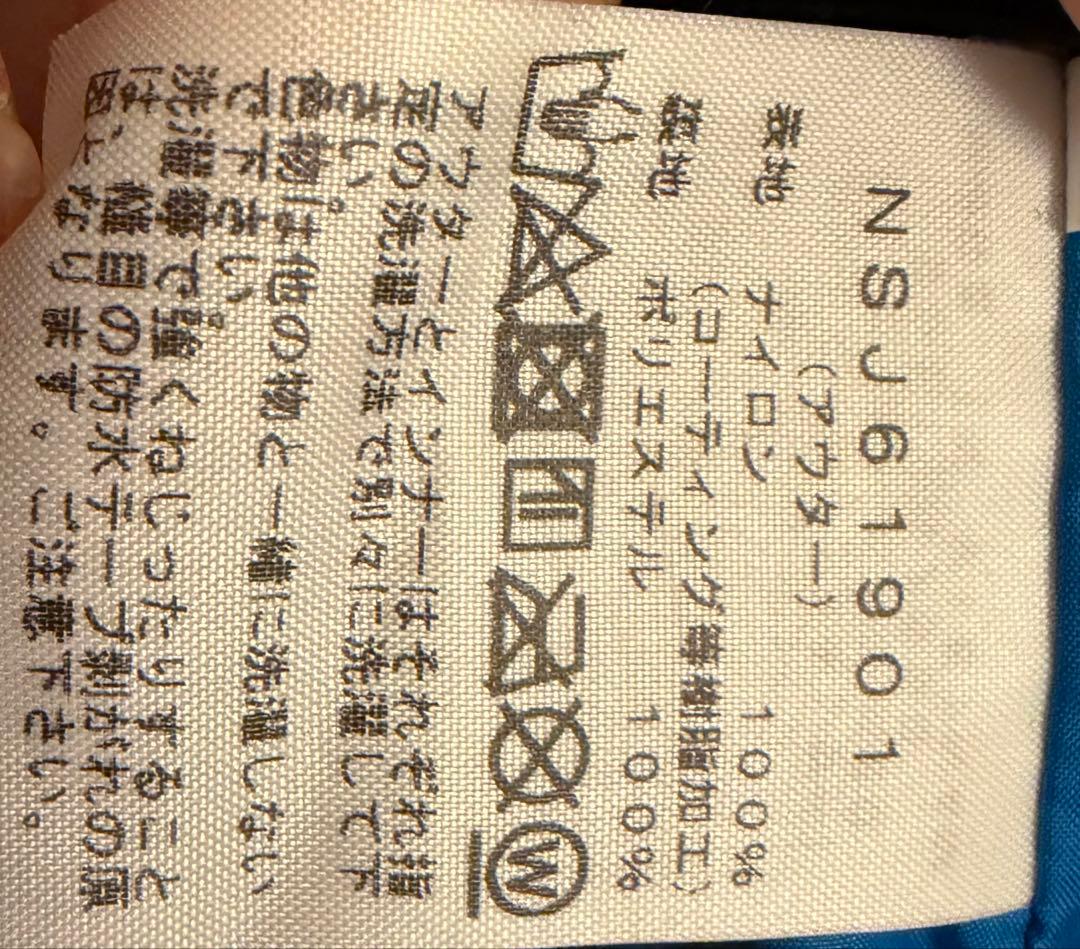 NSJ61901
（アウター）
表地 ナイロン 100%
（コーティング等樹脂加工）
裏地 ポリエステル 100%
W
アウターとインナーはそれぞれ指
定の洗濯方法で別々に洗濯して下
さい。
色物は他の物と一緒に洗濯しない
で下さい。
洗濯等で強くねじったりすること
は、縫目の防水テープ剥がれの原
因となります。ご注意下さい。